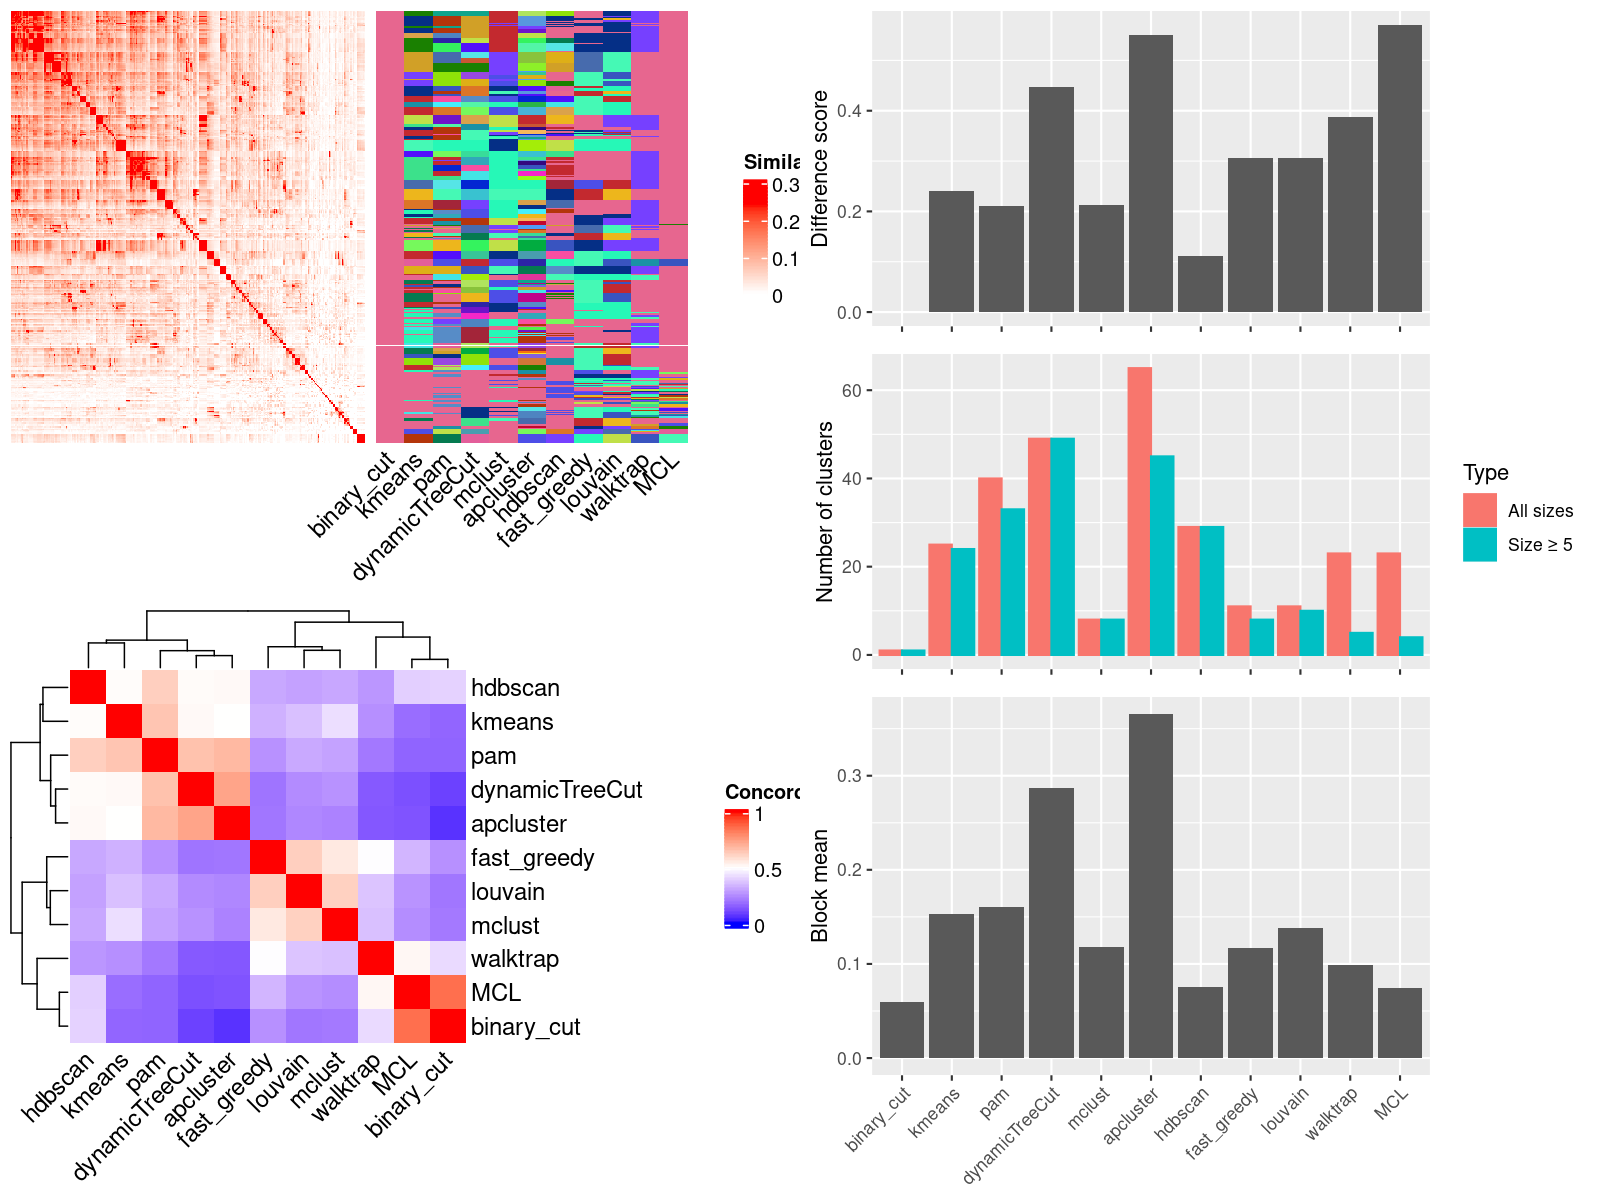 Simila
0.3
0.2
0.1
0
binary_cut
kmeans
pam
dynamicTreeCut
mclust
apcluster
hdbscan
fast_greedy
louvain
walktrap
MCL
hdbscan
kmeans
pam
dynamicTreeCut
apcluster
fast_greedy
louvain
mclust
walktrap
MCL
binary_cut
Concord
1
0.5
0
hdbscan
kmeans
pam
dynamicTreeCut
apcluster
fast_greedy
louvain
mclust
walktrap
MCL
binary_cut
Difference score
0.4
0.2
0.0
Number of clusters
60
40
20
0
Type
All sizes
Size ≥ 5
Block mean
0.3
0.2
0.1
0.0
binary_cut
kmeans
pam
dynamicTreeCut
mclust
apcluster
hdbscan
fast_greedy
louvain
walktrap
MCL